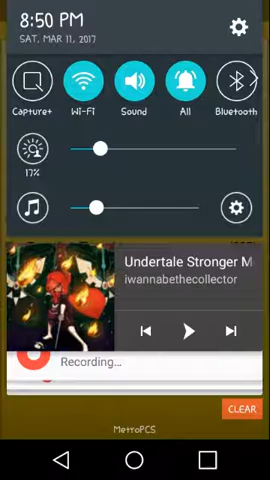 8:50 PM
SAT, MAR 11, 2017
Capture+ Wi-Fi Sound All Bluetooth
17%
Undertale Stronger M
iwannabethecollector
Recording...
CLEAR
MetroPCS